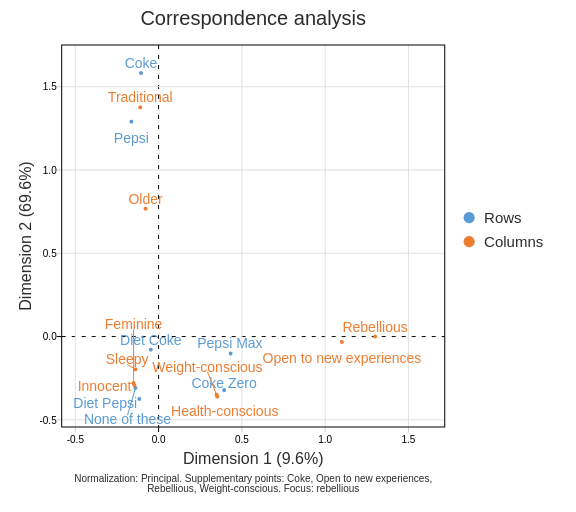 Correspondence analysis
Coke
Traditional
Pepsi
Older
Feminine
Diet Coke
Sleepy
Innocent
Diet Pepsi
None of these
Pepsi Max
Weight-conscious
Coke Zero
Health-conscious
Rebellious
Open to new experiences
Rows
Columns
Dimension 2 (69.6%)
1.5
1.0
0.5
0.0
-0.5
-0.5
0.0
0.5
1.0
1.5
Dimension 1 (9.6%)
Normalization: Principal. Supplementary points: Coke, Open to new experiences,
Rebellious, Weight-conscious. Focus: rebellious